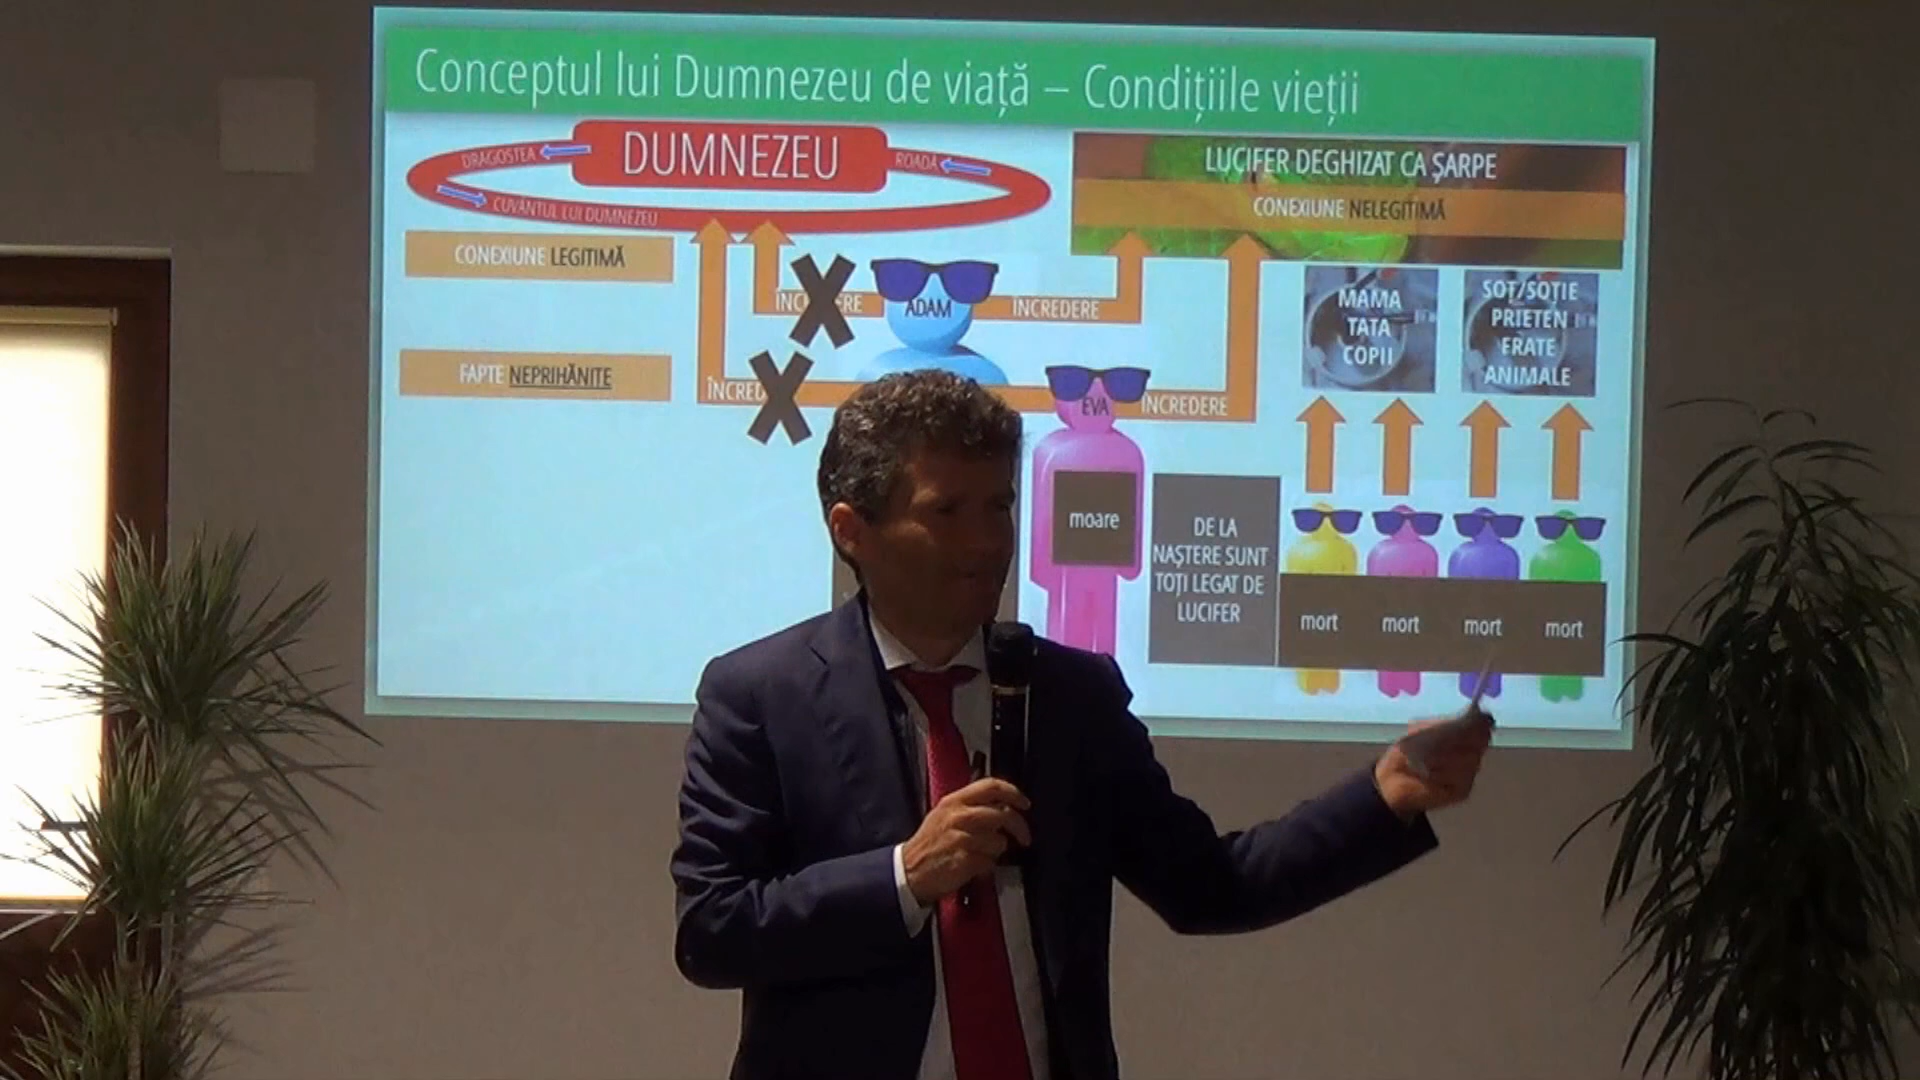 Conceptul lui Dumnezeu de viață – Condițiile vieții
DUMNEZEU
DRAGOSTEA
ROADĂ
CUVÂNTUL LUI DUMNEZEU
LUCIFER DEGHIZAT CA ȘARPE
CONEXIUNE NELEGITIMĂ
CONEXIUNE LEGITIMĂ
ADAM
ÎNCREDERE
FAPTE NEPRIHĂNITE
EVA
ÎNCREDERE
MAMA
TATA
COPII
SOȚ/SOȚIE
PRIETEN
FRATE
ANIMALE
moare
DE LA
NAȘTERE SUNT
TOȚI LEGAT DE
LUCIFER
mort
mort
mort
mort